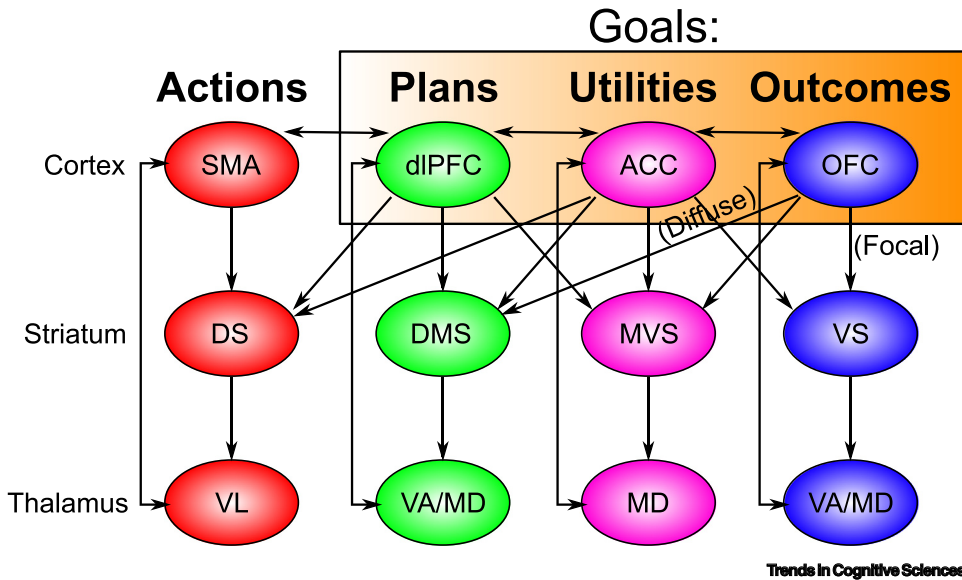 Goals:
Actions Plans Utilities Outcomes
Cortex SMA dlPFC ACC OFC
(Diffuse)
(Focal)
Striatum DS DMS MVS VS
Thalamus VL VA/MD MD VA/MD
Trends in Cognitive Sciences